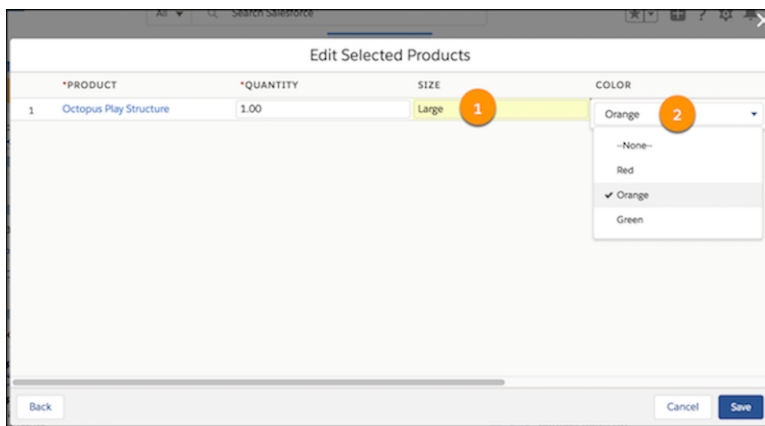 All Search Salesforce ?
Edit Selected Products
*PRODUCT *QUANTITY SIZE COLOR
1 Octopus Play Structure 1.00 Large 1 Orange 2
--None--
Red
Orange
Green
Back Cancel Save